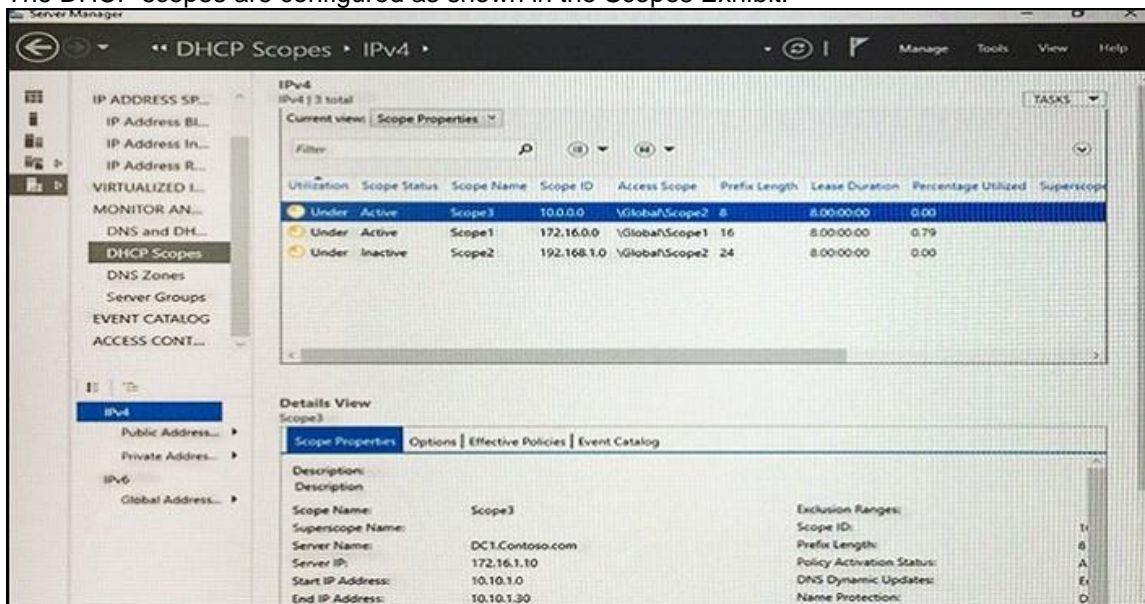 The DHCP scopes are configured as shown in the Scopes Exhibit.
Server Manager
DHCP Scopes IPv4
Manage Tools View Help
IP ADDRESS SP...
IP Address Bl...
IP Address In...
IP Address R...
VIRTUALIZED I...
MONITOR AN...
DNS and DH...
DHCP Scopes
DNS Zones
Server Groups
EVENT CATALOG
ACCESS CONT...
IPv4
Public Address...
Private Addres...
IPv6
Global Address...
IPv4
IPv4 | 3 total
TASKS
Current view: Scope Properties
Filter
Utilization Scope Status Scope Name Scope ID Access Scope Prefix Length Lease Duration Percentage Utilized Superscope
Under Active Scope3 10.0.0.0 \Global\Scope2 8 8.00:00:00 0.00
Under Active Scope1 172.16.0.0 \Global\Scope1 16 8.00:00:00 0.79
Under Inactive Scope2 192.168.1.0 \Global\Scope2 24 8.00:00:00 0.00
Details View
Scope3
Scope Properties Options | Effective Policies | Event Catalog
Description:
Description
Scope Name: Scope3 Exclusion Ranges:
Superscope Name: Scope ID:
Server Name: DC1.Contoso.com Prefix Length: 8
Server IP: 172.16.1.10 Policy Activation Status: A
Start IP Address: 10.10.1.0 DNS Dynamic Updates:
End IP Address: 10.10.1.30 Name Protection: D